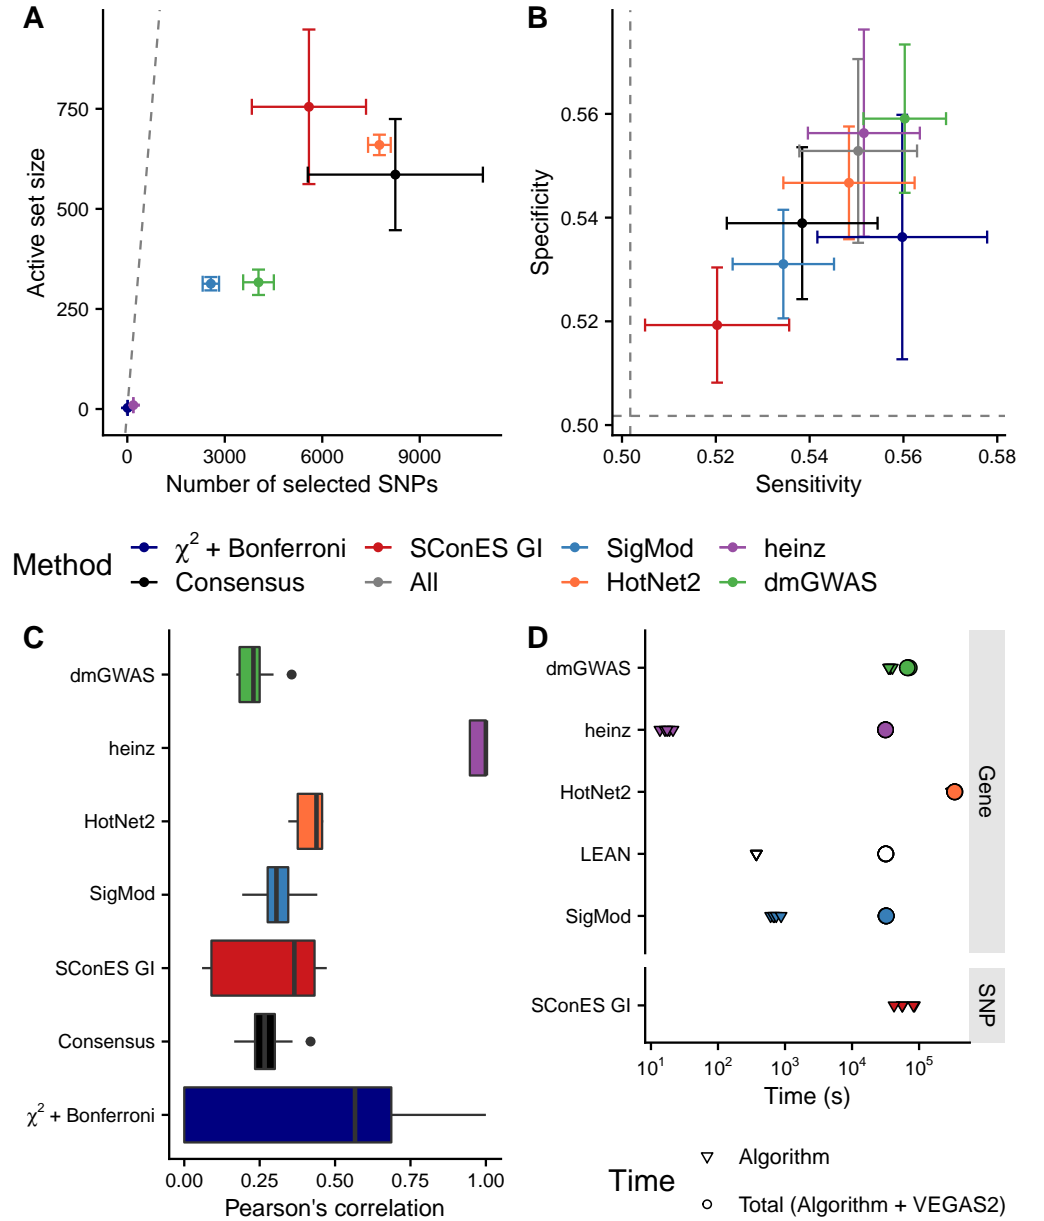 A
Active set size
750
500
250
0
0 3000 6000 9000
Number of selected SNPs
B
Specificity
0.56
0.54
0.52
0.50
0.50 0.52 0.54 0.56 0.58
Sensitivity
Method
χ² + Bonferroni SConES GI SigMod heinz
Consensus All HotNet2 dmGWAS
C
dmGWAS
heinz
HotNet2
SigMod
SConES GI
Consensus
χ² + Bonferroni
0.00 0.25 0.50 0.75 1.00
Pearson's correlation
D
dmGWAS
heinz
HotNet2
LEAN
SigMod
Gene
SConES GI
SNP
10¹ 10² 10³ 10⁴ 10⁵
Time (s)
Time
Algorithm
Total (Algorithm + VEGAS2)